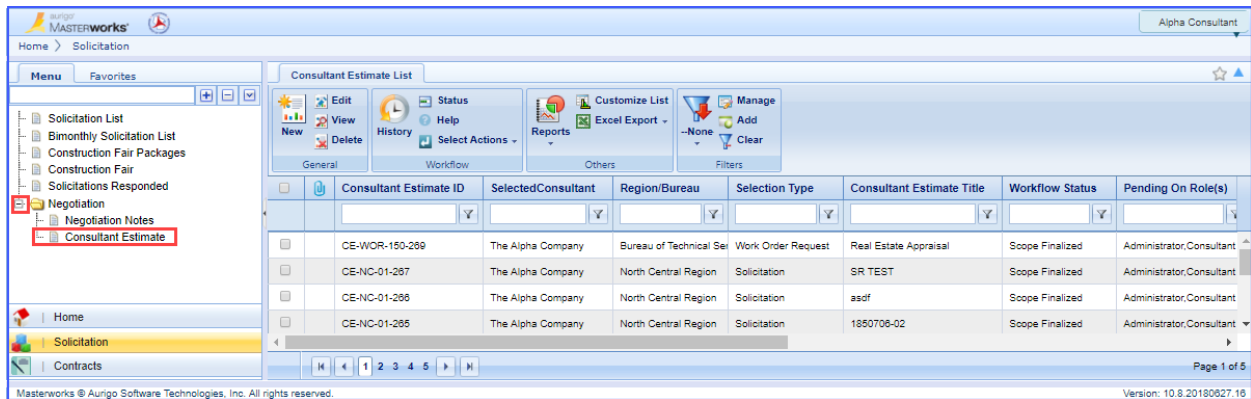 aurigo
MASTERworks®
Alpha Consultant
Home > Solicitation
Menu Favorites
Solicitation List
Bimonthly Solicitation List
Construction Fair Packages
Construction Fair
Solicitations Responded
Negotiation
Negotiation Notes
Consultant Estimate
Home
Solicitation
Contracts
Consultant Estimate List
New
Edit
View
Delete
General
History
Status
Help
Select Actions
Workflow
Reports
Customize List
Excel Export
Others
--None
Manage
Add
Clear
Filters
Consultant Estimate ID SelectedConsultant Region/Bureau Selection Type Consultant Estimate Title Workflow Status Pending On Role(s)
CE-WOR-150-269 The Alpha Company Bureau of Technical Ser Work Order Request Real Estate Appraisal Scope Finalized Administrator,Consultant
CE-NC-01-267 The Alpha Company North Central Region Solicitation SR TEST Scope Finalized Administrator,Consultant
CE-NC-01-266 The Alpha Company North Central Region Solicitation asdf Scope Finalized Administrator,Consultant
CE-NC-01-265 The Alpha Company North Central Region Solicitation 1850706-02 Scope Finalized Administrator,Consultant
1 2 3 4 5
Page 1 of 5
Masterworks © Aurigo Software Technologies, Inc. All rights reserved.
Version: 10.8.20180627.16